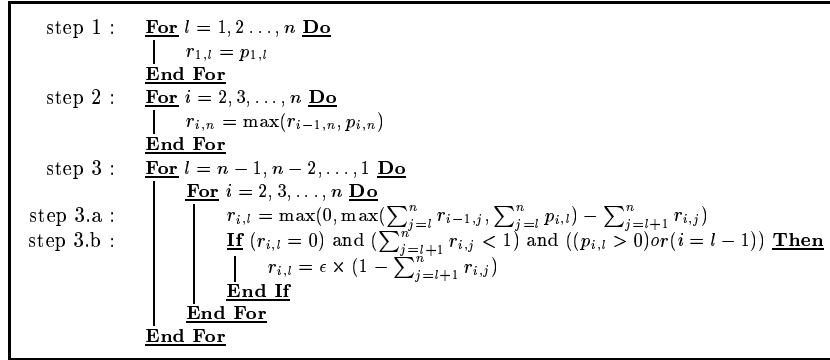 step 1 : For l = 1, 2 ..., n Do
r_{1,l} = p_{1,l}
End For
step 2 : For i = 2, 3, ..., n Do
r_{i,n} = max(r_{i−1,n}, p_{i,n})
End For
step 3 : For l = n − 1, n − 2, ..., 1 Do
For i = 2, 3, ..., n Do
step 3.a : r_{i,l} = max(0, max(∑_{j=l}^{n} r_{i−1,j}, ∑_{j=l}^{n} p_{i,l}) − ∑_{j=l+1}^{n} r_{i,j})
step 3.b : If (r_{i,l} = 0) and (∑_{j=l+1}^{n} r_{i,j} < 1) and ((p_{i,l} > 0)or(i = l − 1)) Then
r_{i,l} = ϵ × (1 − ∑_{j=l+1}^{n} r_{i,j})
End If
End For
End For